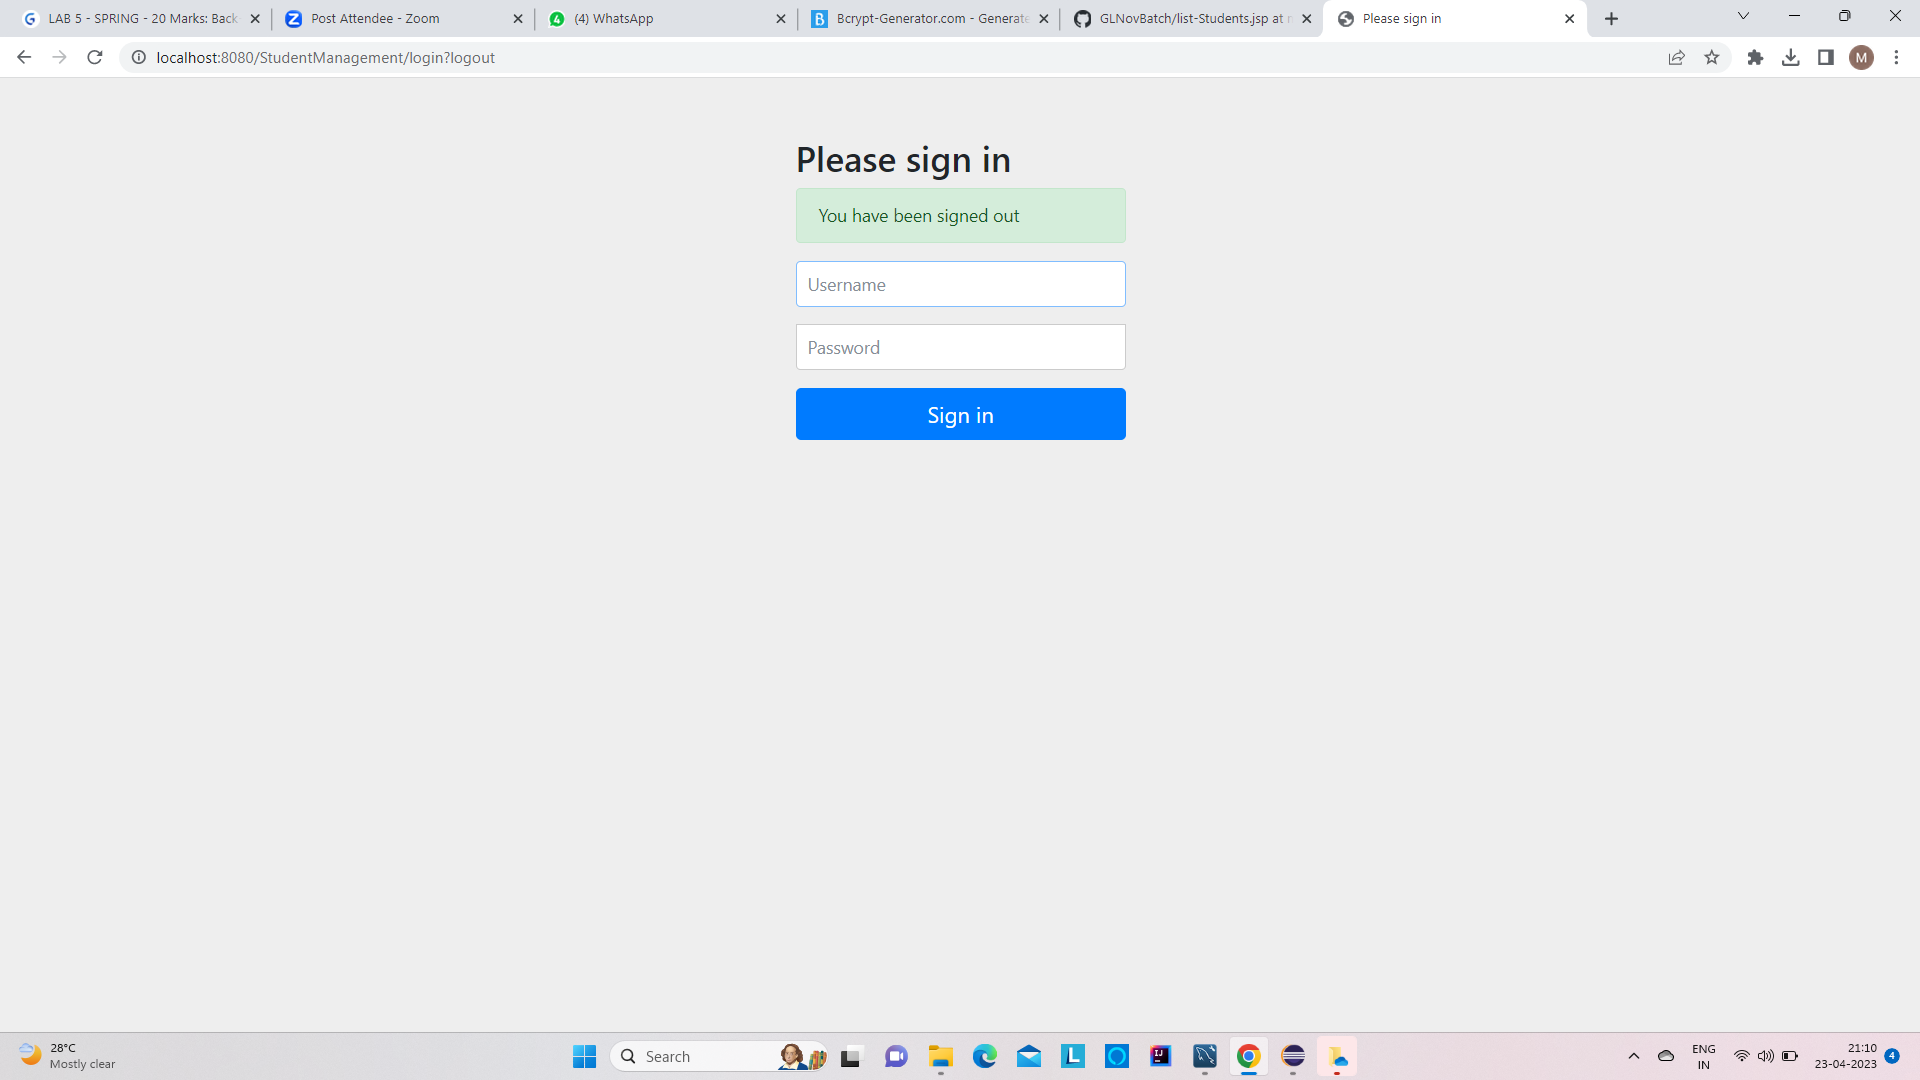 LAB 5 - SPRING - 20 Marks: Back
Post Attendee - Zoom
(4) WhatsApp
Bcrypt-Generator.com - Generate
GLNovBatch/list-Students.jsp at
Please sign in
localhost:8080/StudentManagement/login?logout
M
Please sign in
You have been signed out
Username
Password
Sign in
28°C
Mostly clear
Search
ENG
IN
21:10
23-04-2023
4